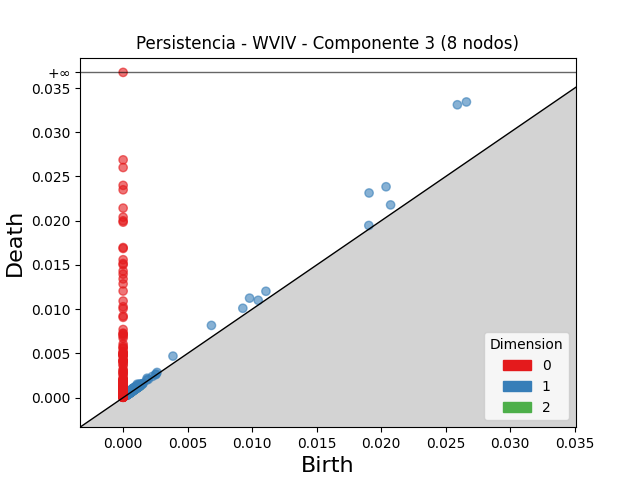 Persistencia - WVIV - Componente 3 (8 nodos)
+∞
0.035
0.030
0.025
0.020
0.015
0.010
0.005
0.000
Death
Dimension
0
1
2
0.000 0.005 0.010 0.015 0.020 0.025 0.030 0.035
Birth